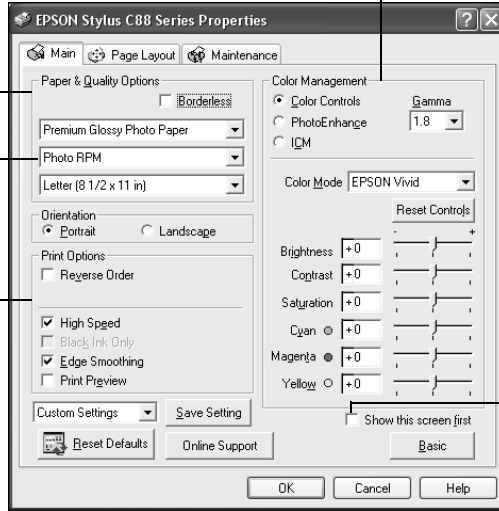 EPSON Stylus C88 Series Properties
Main
Page Layout
Maintenance
Paper & Quality Options
Borderless
Premium Glossy Photo Paper
Photo RPM
Letter (8 1/2 x 11 in)
Orientation
Portrait
Landscape
Print Options
Reverse Order
High Speed
Black Ink Only
Edge Smoothing
Print Preview
Custom Settings
Save Setting
Reset Defaults
Online Support
Color Management
Color Controls
PhotoEnhance
ICM
Gamma
1.8
Color Mode
EPSON Vivid
Reset Controls
- +
Brightness +0
Contrast +0
Saturation +0
Cyan +0
Magenta +0
Yellow +0
Show this screen first
Basic
OK
Cancel
Help